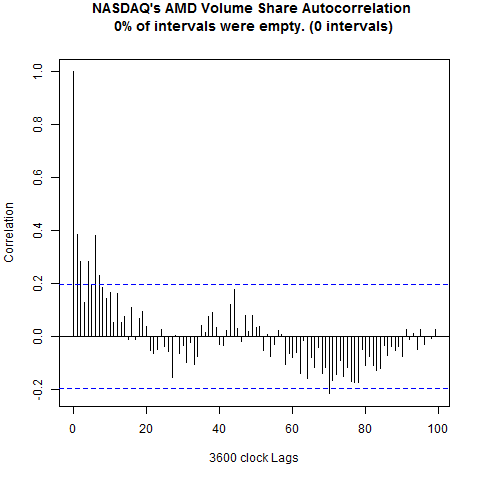 NASDAQ's AMD Volume Share Autocorrelation
0% of intervals were empty. (0 intervals)
1.0
0.8
0.6
0.4
0.2
0.0
-0.2
Correlation
0 20 40 60 80 100
3600 clock Lags